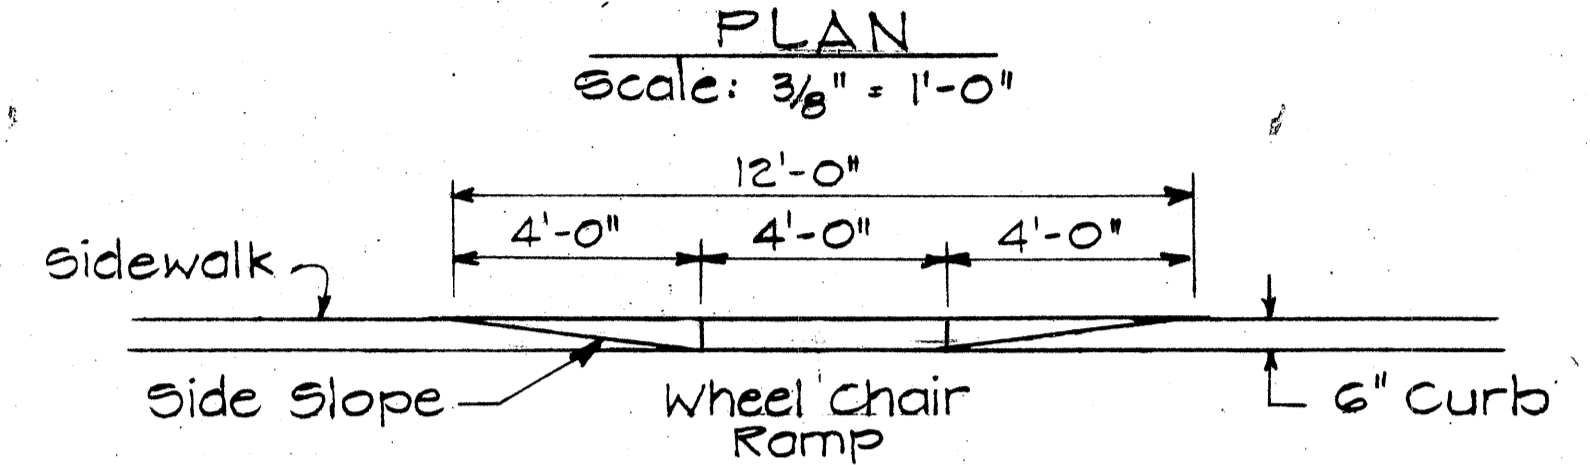 PLAN
Scale: 3/8" = 1'-0"
12'-0"
4'-0" 4'-0" 4'-0"
Sidewalk
Side Slope
Wheel Chair
Ramp
6" Curb